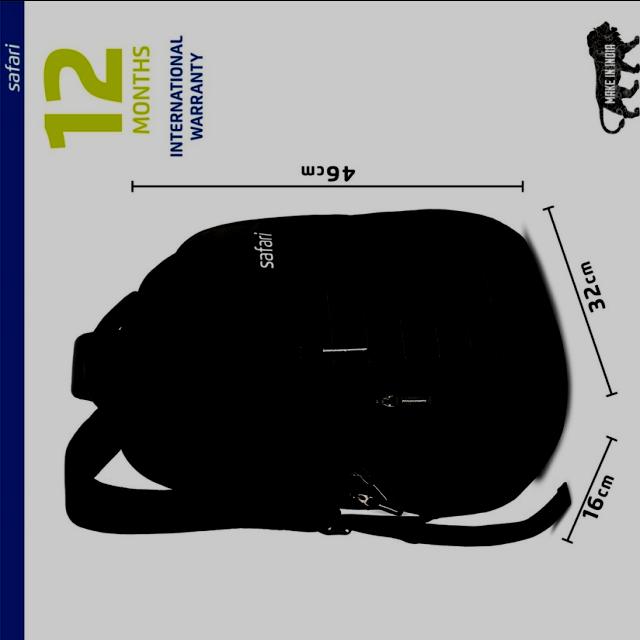 safari
12
MONTHS
INTERNATIONAL
WARRANTY
MAKE IN INDIA
46cm
safari
32cm
16cm